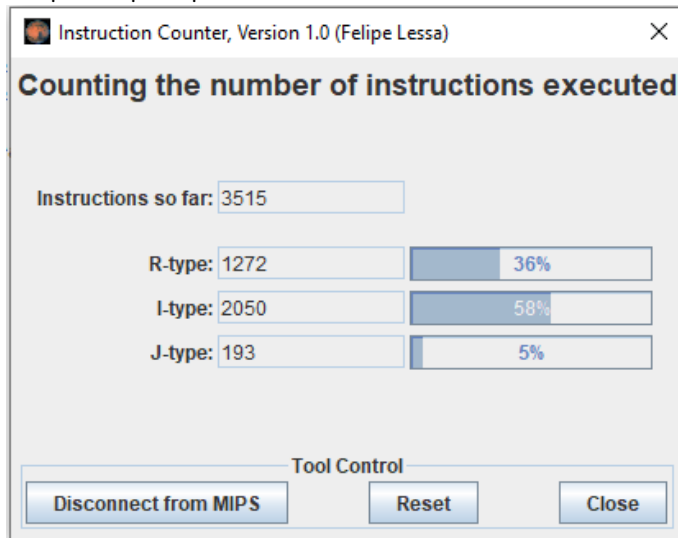 Instruction Counter, Version 1.0 (Felipe Lessa)
Counting the number of instructions executed
Instructions so far: 3515
R-type: 1272 36%
I-type: 2050 58%
J-type: 193 5%
Tool Control
Disconnect from MIPS Reset Close